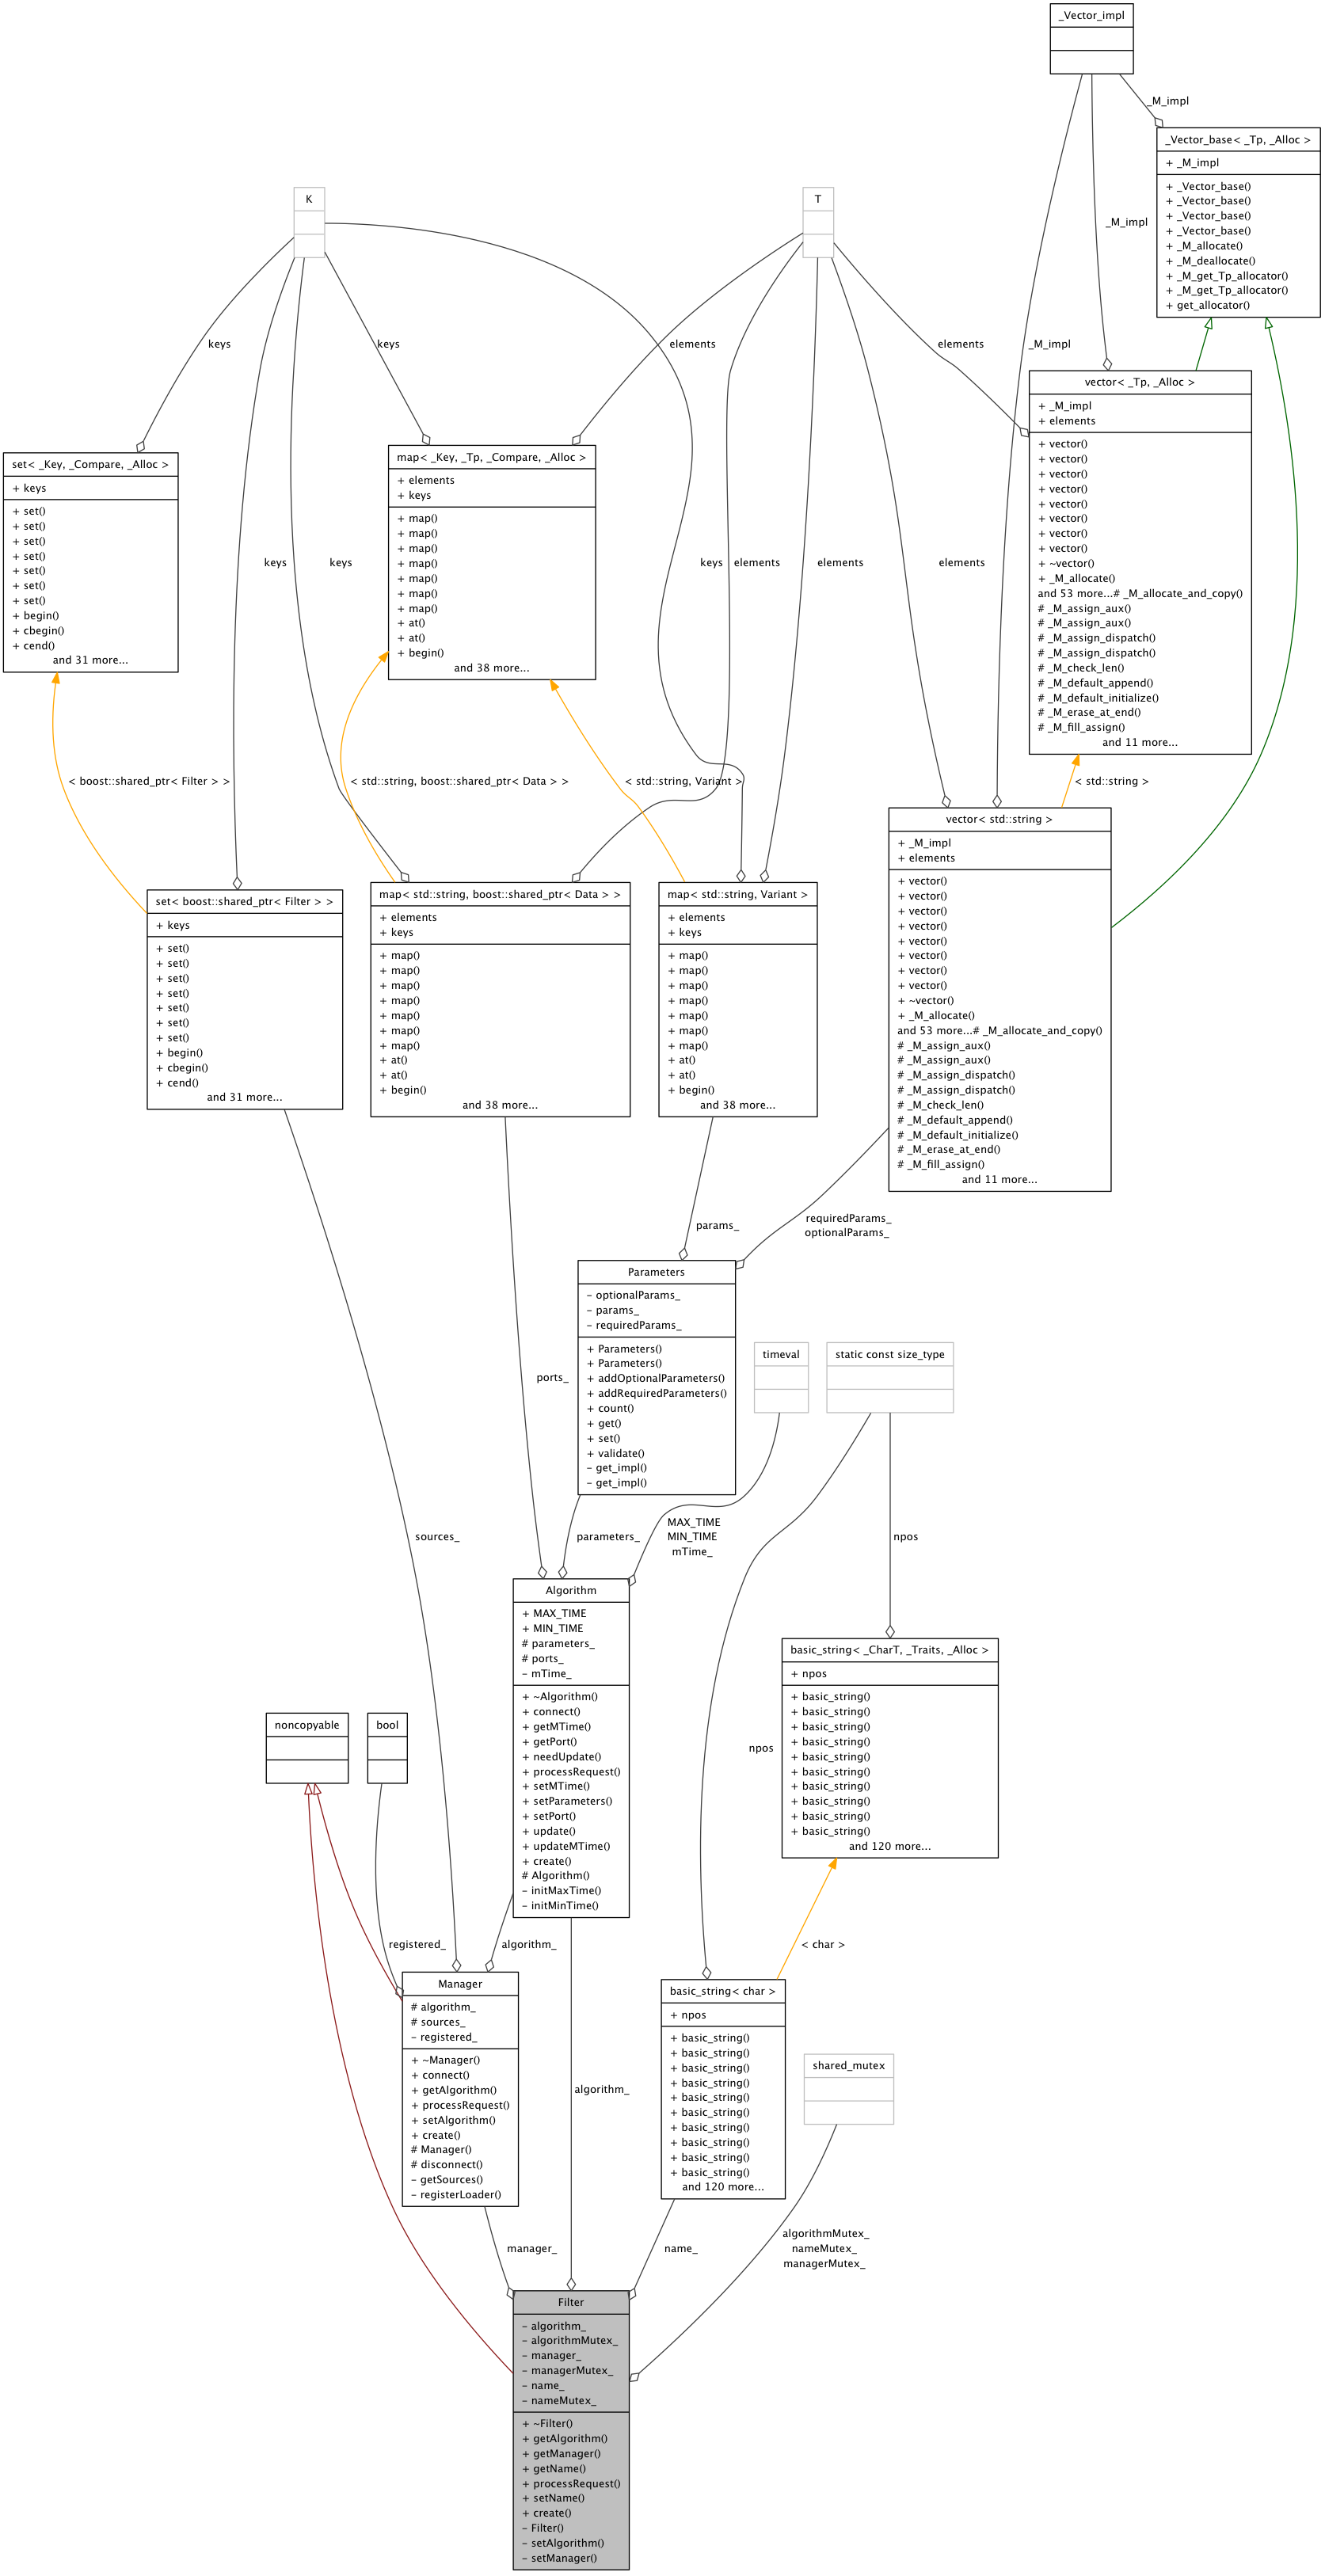 _Vector_impl
_M_impl
_Vector_base< _Tp, _Alloc >
+ _M_impl
+ _Vector_base()
+ _Vector_base()
+ _Vector_base()
+ _Vector_base()
+ _M_allocate()
+ _M_deallocate()
+ _M_get_Tp_allocator()
+ _M_get_Tp_allocator()
+ get_allocator()
K
T
_M_impl
keys
keys
elements
elements
_M_impl
vector< _Tp, _Alloc >
+ _M_impl
+ elements
+ vector()
+ vector()
+ vector()
+ vector()
+ vector()
+ vector()
+ vector()
+ vector()
+ ~vector()
+ _M_allocate()
and 53 more...# _M_allocate_and_copy()
# _M_assign_aux()
# _M_assign_aux()
# _M_assign_dispatch()
# _M_assign_dispatch()
# _M_check_len()
# _M_default_append()
# _M_default_initialize()
# _M_erase_at_end()
# _M_fill_assign()
and 11 more...
set< _Key, _Compare, _Alloc >
+ keys
+ set()
+ set()
+ set()
+ set()
+ set()
+ set()
+ set()
+ begin()
+ cbegin()
+ cend()
and 31 more...
map< _Key, _Tp, _Compare, _Alloc >
+ elements
+ keys
+ map()
+ map()
+ map()
+ map()
+ map()
+ map()
+ map()
+ at()
+ at()
+ begin()
and 38 more...
keys
keys
keys
elements
elements
elements
< boost::shared_ptr< Filter > >
< std::string, boost::shared_ptr< Data > >
< std::string, Variant >
< std::string >
set< boost::shared_ptr< Filter > >
+ keys
+ set()
+ set()
+ set()
+ set()
+ set()
+ set()
+ set()
+ begin()
+ cbegin()
+ cend()
and 31 more...
map< std::string, boost::shared_ptr< Data > >
+ elements
+ keys
+ map()
+ map()
+ map()
+ map()
+ map()
+ map()
+ map()
+ at()
+ at()
+ begin()
and 38 more...
map< std::string, Variant >
+ elements
+ keys
+ map()
+ map()
+ map()
+ map()
+ map()
+ map()
+ map()
+ at()
+ at()
+ begin()
and 38 more...
vector< std::string >
+ _M_impl
+ elements
+ vector()
+ vector()
+ vector()
+ vector()
+ vector()
+ vector()
+ vector()
+ vector()
+ ~vector()
+ _M_allocate()
and 53 more...# _M_allocate_and_copy()
# _M_assign_aux()
# _M_assign_aux()
# _M_assign_dispatch()
# _M_assign_dispatch()
# _M_check_len()
# _M_default_append()
# _M_default_initialize()
# _M_erase_at_end()
# _M_fill_assign()
and 11 more...
params_
requiredParams_
optionalParams_
Parameters
- optionalParams_
- params_
- requiredParams_
+ Parameters()
+ Parameters()
+ addOptionalParameters()
+ addRequiredParameters()
+ count()
+ get()
+ set()
+ validate()
- get_impl()
- get_impl()
timeval
static const size_type
ports_
sources_
parameters_
MAX_TIME
MIN_TIME
mTime_
npos
Algorithm
+ MAX_TIME
+ MIN_TIME
# parameters_
# ports_
- mTime_
+ ~Algorithm()
+ connect()
+ getMTime()
+ getPort()
+ needUpdate()
+ processRequest()
+ setMTime()
+ setParameters()
+ setPort()
+ update()
+ updateMTime()
+ create()
# Algorithm()
- initMaxTime()
- initMinTime()
basic_string< _CharT, _Traits, _Alloc >
+ npos
+ basic_string()
+ basic_string()
+ basic_string()
+ basic_string()
+ basic_string()
+ basic_string()
+ basic_string()
+ basic_string()
+ basic_string()
+ basic_string()
and 120 more...
noncopyable
bool
npos
registered_
algorithm_
< char >
Manager
# algorithm_
# sources_
- registered_
+ ~Manager()
+ connect()
+ getAlgorithm()
+ processRequest()
+ setAlgorithm()
+ create()
# Manager()
# disconnect()
- getSources()
- registerLoader()
basic_string< char >
+ npos
+ basic_string()
+ basic_string()
+ basic_string()
+ basic_string()
+ basic_string()
+ basic_string()
+ basic_string()
+ basic_string()
+ basic_string()
+ basic_string()
and 120 more...
shared_mutex
algorithm_
manager_
name_
algorithmMutex_
nameMutex_
managerMutex_
Filter
- algorithm_
- algorithmMutex_
- manager_
- managerMutex_
- name_
- nameMutex_
+ ~Filter()
+ getAlgorithm()
+ getManager()
+ getName()
+ processRequest()
+ setName()
+ create()
- Filter()
- setAlgorithm()
- setManager()